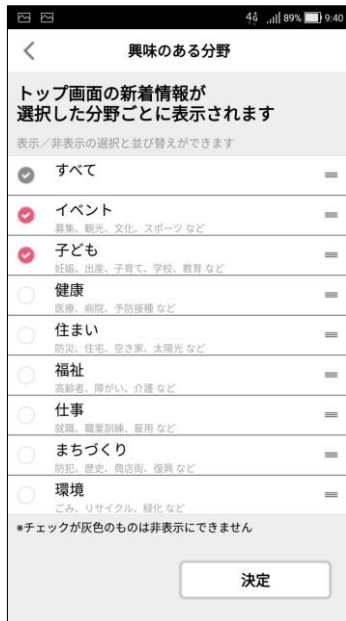 4G 89% 9:40
興味のある分野
トップ画面の新着情報が
選択した分野ごとに表示されます
表示／非表示の選択と並び替えができます
すべて
イベント
募集、観光、文化、スポーツ など
子ども
妊娠、出産、子育て、学校、教育 など
健康
医療、病院、予防接種 など
住まい
防災、住宅、空き家、太陽光 など
福祉
高齢者、障がい、介護 など
仕事
就職、職業訓練、雇用 など
まちづくり
防犯、歴史、商店街、復興 など
環境
ごみ、リサイクル、緑化 など
※チェックが灰色のものは非表示にできません
決定